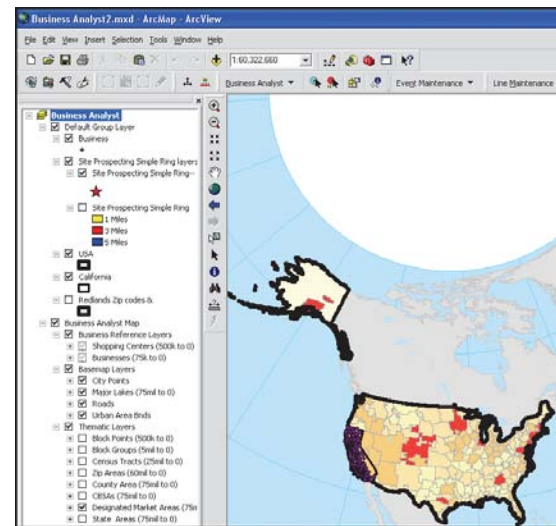 Business Analyst2.mxd - ArcMap - ArcView
File Edit View Insert Selection Tools Window Help
1:60,322,660
Business Analyst Event Maintenance Line Maintenance
Business Analyst
Default Group Layer
Business
Site Prospecting Simple Ring layers
Site Prospecting Simple Ring--
Site Prospecting Simple Ring
1 Miles
3 Miles
5 Miles
USA
California
Redlands Zip codes &
Business Analyst Map
Business Reference Layers
Shopping Centers (500k to 0)
Businesses (75k to 0)
Basemap Layers
City Points
Major Lakes (75mil to 0)
Roads
Urban Area Bnds
Thematic Layers
Block Points (500k to 0)
Block Groups (5mil to 0)
Census Tracts (25mil to 0)
Zip Areas (60mil to 0)
County Area (75mil to 0)
CBSAs (75mil to 0)
Designated Market Areas (75m
State Areas (75mil to 0)